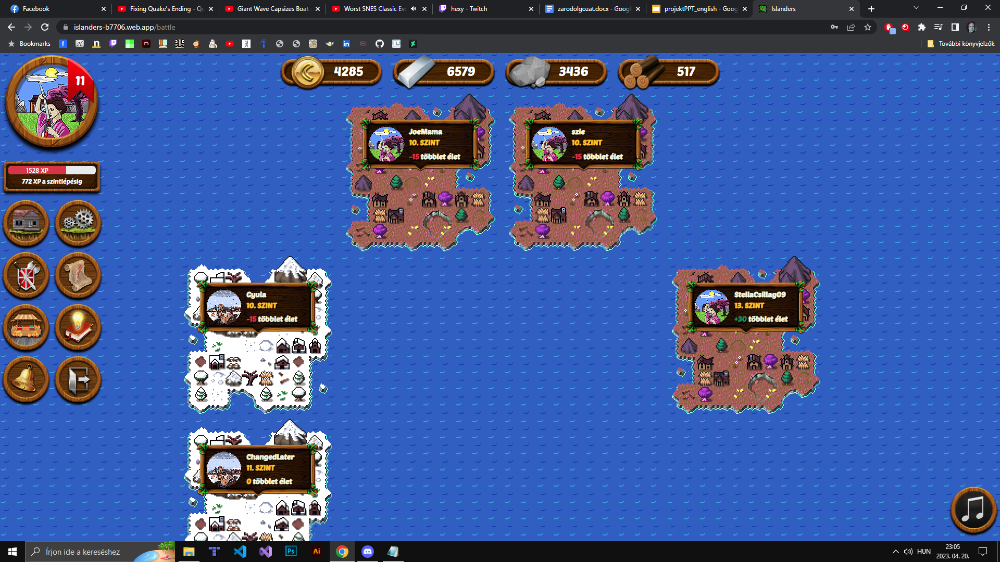 Facebook
Fixing Quake's Ending - Qu
Giant Wave Capsizes Boat
Worst SNES Classic Eve
hexy - Twitch
zarodolgozat.docx - Googl
projektPPT_english - Goog
Islanders
islanders-b7706.web.app/battle
Bookmarks
További könyvjelzők
11
4285
6579
3436
517
1528 XP
772 XP a szintlépésig
JoeMama
10. SZINT
-15 többlet élet
szie
10. SZINT
-15 többlet élet
Gyula
10. SZINT
-15 többlet élet
StellaCsillag09
13. SZINT
+30 többlet élet
ChangedLater
11. SZINT
0 többlet élet
Írjon ide a kereséshez
Ps
Ai
HUN
23:05
2023. 04. 20.